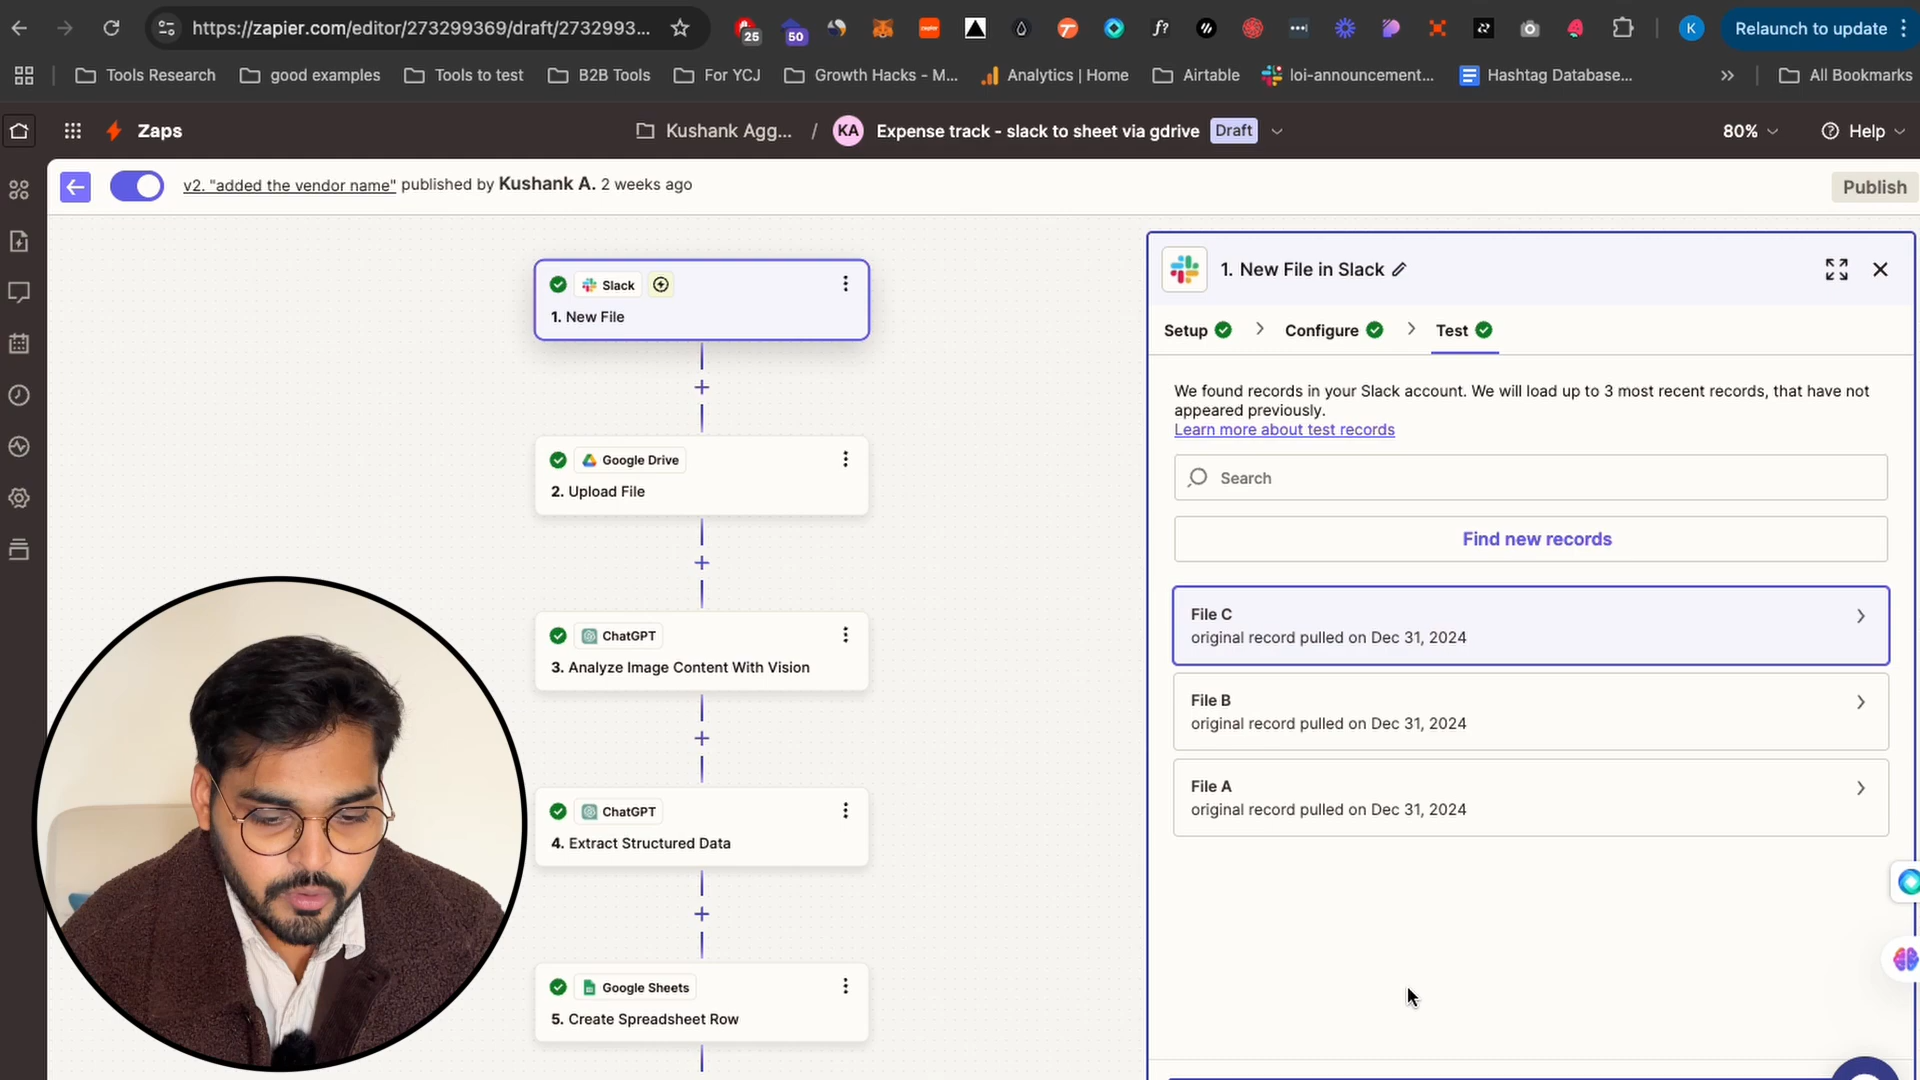 https://zapier.com/editor/273299369/draft/2732993...
25
50
f?
K
Relaunch to update
Tools Research
good examples
Tools to test
B2B Tools
For YCJ
Growth Hacks - M...
Analytics | Home
Airtable
loi-announcement...
Hashtag Database...
»
All Bookmarks
Zaps
Kushank Agg...
/
KA
Expense track - slack to sheet via gdrive
Draft
80%
Help
v2. "added the vendor name" published by Kushank A. 2 weeks ago
Publish
Slack
1. New File
Google Drive
2. Upload File
ChatGPT
3. Analyze Image Content With Vision
ChatGPT
4. Extract Structured Data
Google Sheets
5. Create Spreadsheet Row
1. New File in Slack
Setup
Configure
Test
We found records in your Slack account. We will load up to 3 most recent records, that have not
appeared previously.
Learn more about test records
Search
Find new records
File C
original record pulled on Dec 31, 2024
File B
original record pulled on Dec 31, 2024
File A
original record pulled on Dec 31, 2024